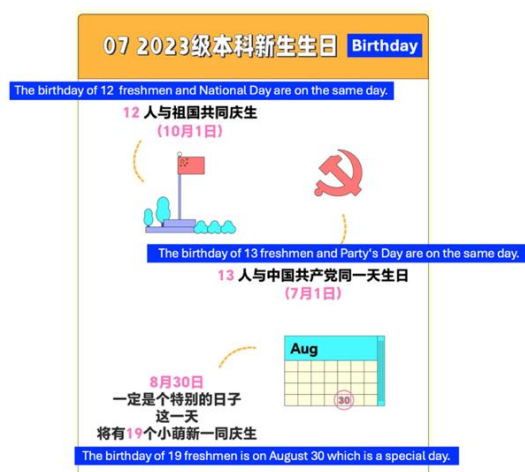 07 2023级本科新生生日 Birthday
The birthday of 12 freshmen and National Day are on the same day.
12 人与祖国共同庆生
(10月1日)
The birthday of 13 freshmen and Party's Day are on the same day.
13 人与中国共产党同一天生日
(7月1日)
Aug
30
8月30日
一定是个特别的日子
这一天
将有19个小萌新一同庆生
The birthday of 19 freshmen is on August 30 which is a special day.